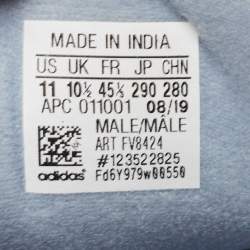 MADE IN INDIA
US UK FR JP CHN
11 10½ 45⅓ 290 280
APC 011001 08/19
MALE/MÂLE
ART FV8424
#123522825
adidas Fd6Y979w00550